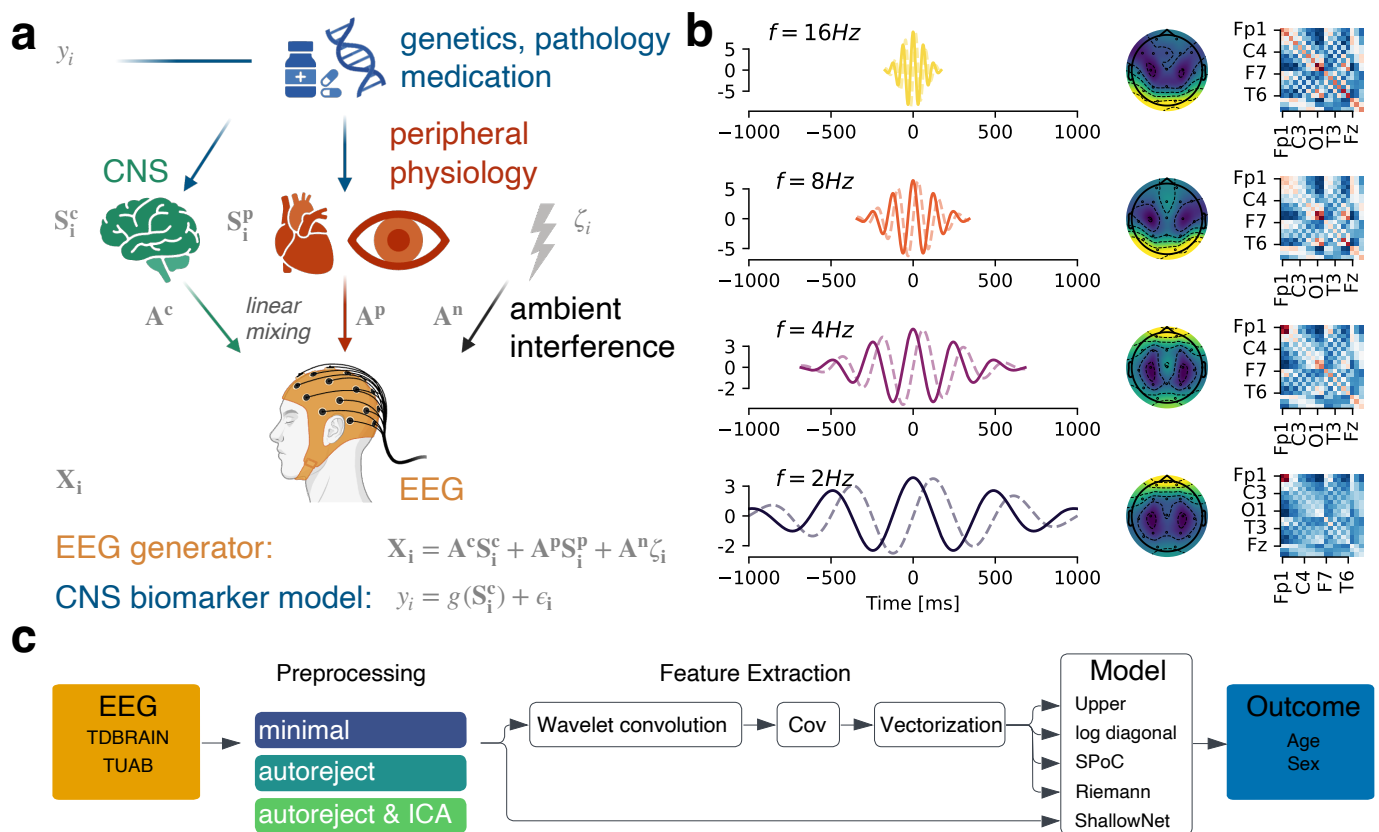 a
y_i
genetics, pathology
medication
CNS
peripheral
physiology
S_i^c
S_i^p
ζ_i
A^c
linear
mixing
A^p
A^n
ambient
interference
X_i
EEG
EEG generator: X_i = A^c S_i^c + A^p S_i^p + A^n ζ_i
CNS biomarker model: y_i = g(S_i^c) + ϵ_i
b
f = 16Hz
5
0
-5
−1000 −500 0 500 1000
Fp1
C4
F7
T6
Fp1 C3 O1 T3 Fz
f = 8Hz
5
0
-5
−1000 −500 0 500 1000
Fp1
C4
F7
T6
Fp1 C3 O1 T3 Fz
f = 4Hz
3
0
-2
−1000 −500 0 500 1000
Fp1
C4
F7
T6
Fp1 C3 O1 T3 Fz
f = 2Hz
3
0
-2
−1000 −500 0 500 1000
Time [ms]
Fp1
C3
O1
T3
Fz
Fp1 C4 F7 T6
c
Preprocessing
Feature Extraction
EEG
TDBRAIN
TUAB
minimal
autoreject
autoreject & ICA
Wavelet convolution
Cov
Vectorization
Model
Upper
log diagonal
SPoC
Riemann
ShallowNet
Outcome
Age
Sex